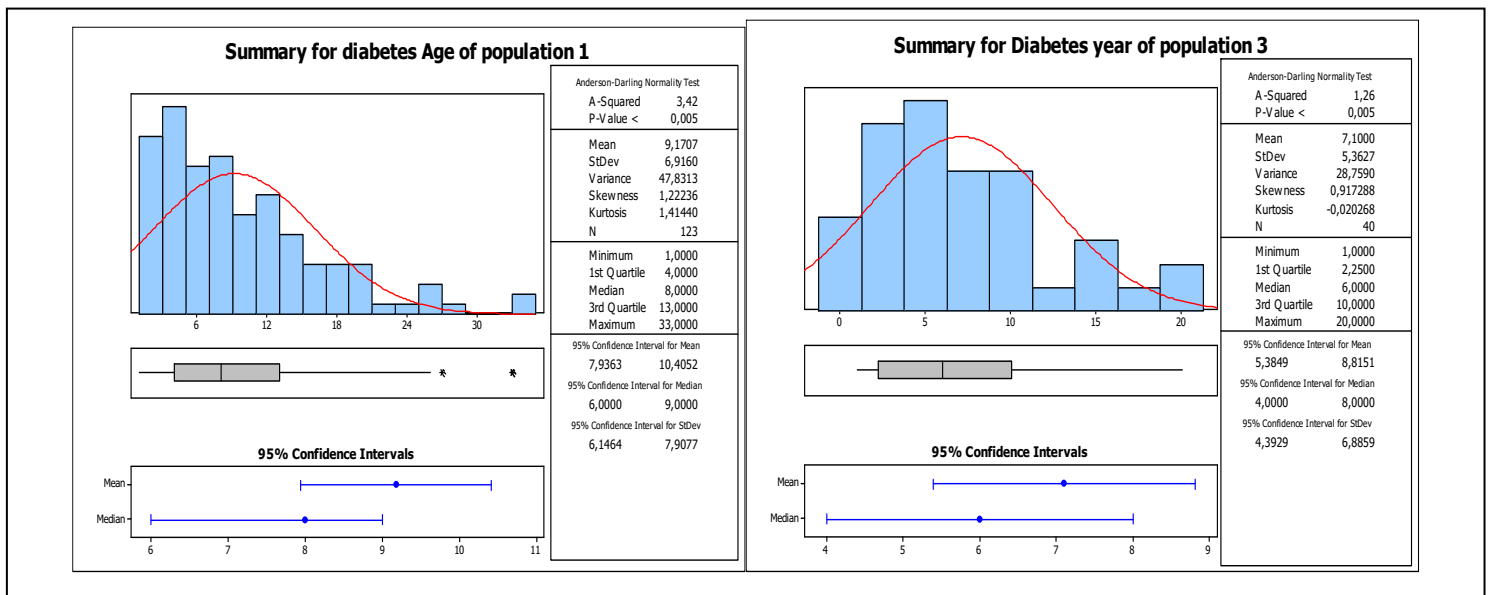 Summary for diabetes Age of population 1
6 12 18 24 30
95% Confidence Intervals
Mean
Median
6 7 8 9 10 11
Anderson-Darling Normality Test
A-Squared 3,42
P-Value < 0,005
Mean 9,1707
StDev 6,9160
Variance 47,8313
Skewness 1,22236
Kurtosis 1,41440
N 123
Minimum 1,0000
1st Quartile 4,0000
Median 8,0000
3rd Quartile 13,0000
Maximum 33,0000
95% Confidence Interval for Mean
7,9363 10,4052
95% Confidence Interval for Median
6,0000 9,0000
95% Confidence Interval for StDev
6,1464 7,9077
Summary for Diabetes year of population 3
0 5 10 15 20
95% Confidence Intervals
Mean
Median
4 5 6 7 8 9
Anderson-Darling Normality Test
A-Squared 1,26
P-Value < 0,005
Mean 7,1000
StDev 5,3627
Variance 28,7590
Skewness 0,917288
Kurtosis -0,020268
N 40
Minimum 1,0000
1st Quartile 2,2500
Median 6,0000
3rd Quartile 10,0000
Maximum 20,0000
95% Confidence Interval for Mean
5,3849 8,8151
95% Confidence Interval for Median
4,0000 8,0000
95% Confidence Interval for StDev
4,3929 6,8859